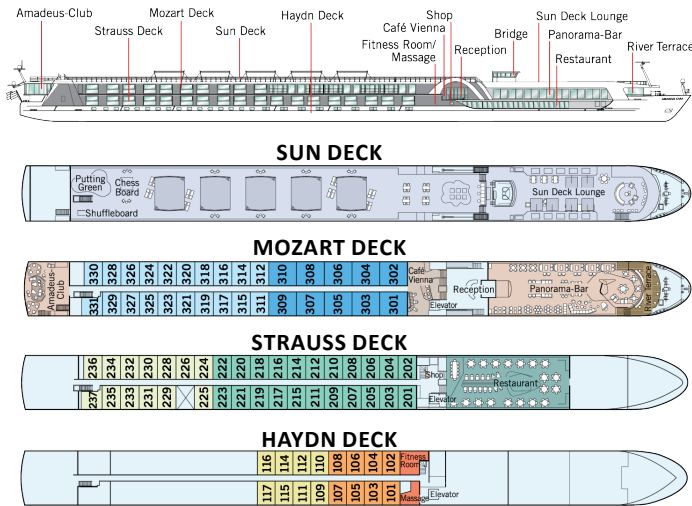 Amadeus-Club
Mozart Deck
Haydn Deck
Shop
Sun Deck Lounge
Strauss Deck
Sun Deck
Café Vienna
Bridge
Panorama-Bar
Fitness Room/
Massage
Reception
Restaurant
River Terrace
SUN DECK
Putting
Green
Chess
Board
Shuffleboard
Sun Deck Lounge
MOZART DECK
Amadeus-
Club
330 328 326 324 322 320 318 316 314 312 310 308 306 304 302
331 329 327 325 323 321 319 317 315 311 309 307 305 303 301
Café
Vienna
Elevator
Reception
Panorama-Bar
River Terrace
STRAUSS DECK
236 234 232 230 228 226 224 222 220 218 216 214 212 210 208 206 204 202
237 235 233 231 229 225 223 221 219 217 215 211 209 207 205 203 201
Shop
Elevator
Restaurant
HAYDN DECK
116 114 112 110 108 106 104 102
117 115 111 109 107 105 103 101
Fitness
Room
Massage
Elevator